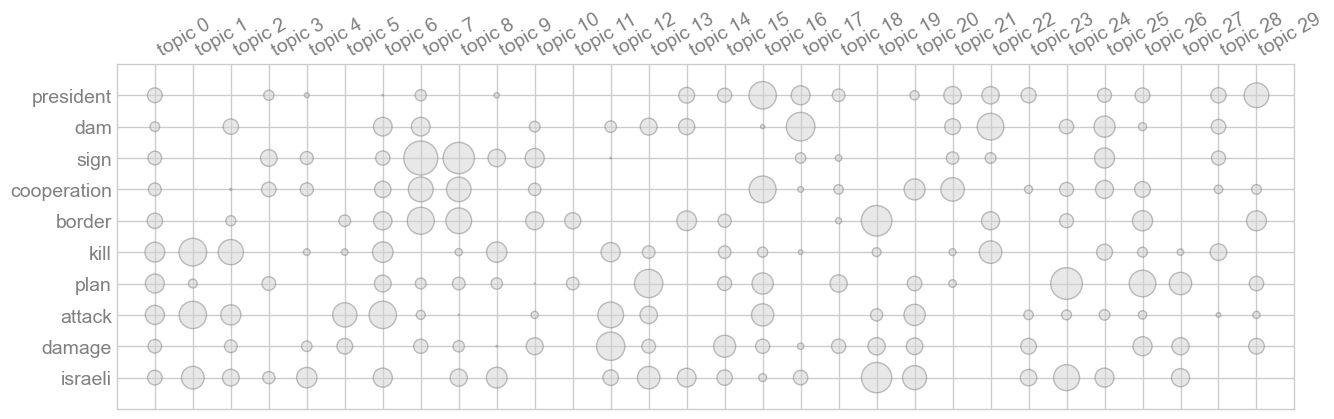 topic 0 topic 1 topic 2 topic 3 topic 4 topic 5 topic 6 topic 7 topic 8 topic 9 topic 10 topic 11 topic 12 topic 13 topic 14 topic 15 topic 16 topic 17 topic 18 topic 19 topic 20 topic 21 topic 22 topic 23 topic 24 topic 25 topic 26 topic 27 topic 28 topic 29
president
dam
sign
cooperation
border
kill
plan
attack
damage
israeli